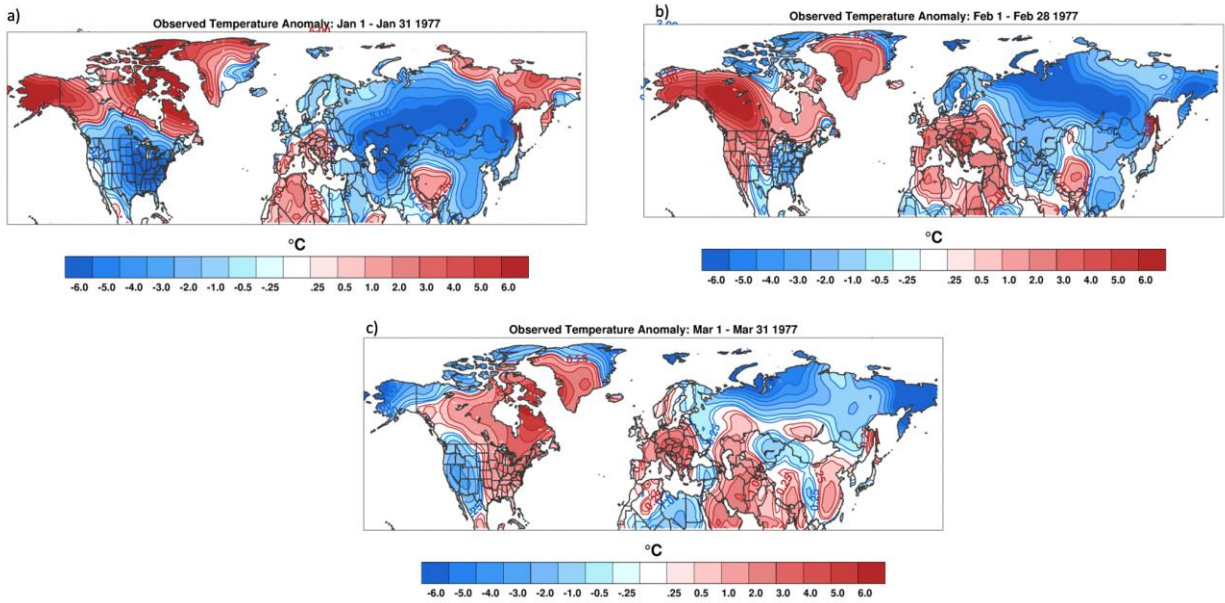 a)
Observed Temperature Anomaly: Jan 1 - Jan 31 1977
5.00
°C
-6.0 -5.0 -4.0 -3.0 -2.0 -1.0 -0.5 -.25 .25 0.5 1.0 2.0 3.0 4.0 5.0 6.0
b)
Observed Temperature Anomaly: Feb 1 - Feb 28 1977
°C
-6.0 -5.0 -4.0 -3.0 -2.0 -1.0 -0.5 -.25 .25 0.5 1.0 2.0 3.0 4.0 5.0 6.0
c)
Observed Temperature Anomaly: Mar 1 - Mar 31 1977
°C
-6.0 -5.0 -4.0 -3.0 -2.0 -1.0 -0.5 -.25 .25 0.5 1.0 2.0 3.0 4.0 5.0 6.0